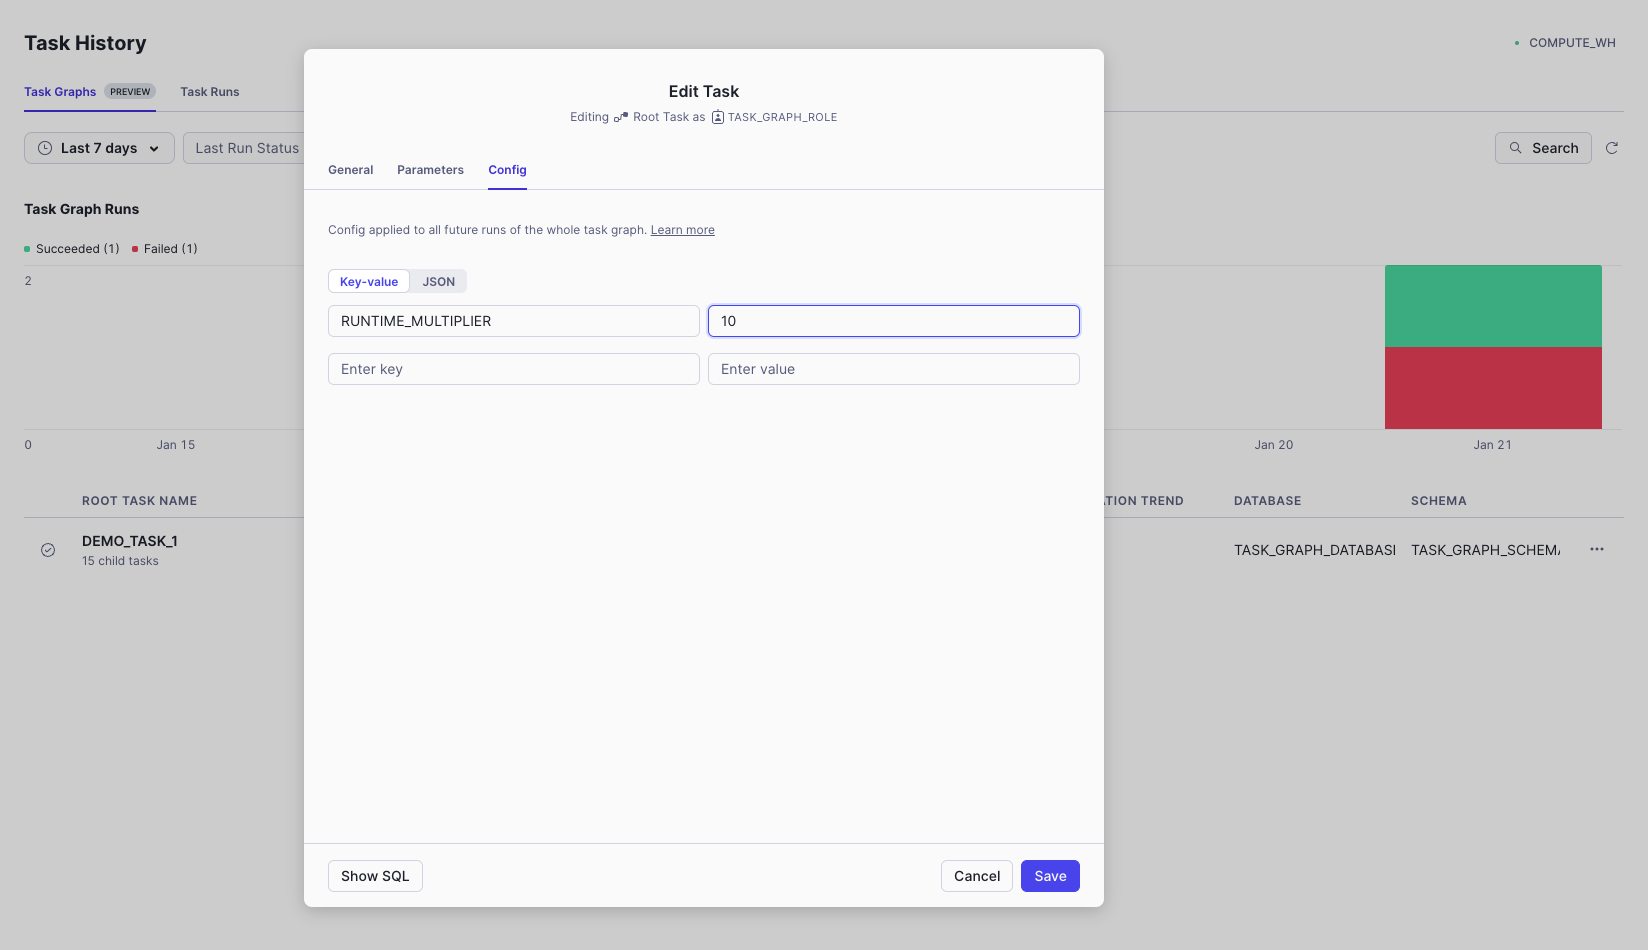 Task History
COMPUTE_WH
Task Graphs PREVIEW Task Runs
Last 7 days Last Run Status
Search
Task Graph Runs
Succeeded (1) Failed (1)
2
0 Jan 15 Jan 20 Jan 21
ROOT TASK NAME ATION TREND DATABASE SCHEMA
DEMO_TASK_1 TASK_GRAPH_DATABASE TASK_GRAPH_SCHEMA
15 child tasks
Edit Task
Editing Root Task as TASK_GRAPH_ROLE
General Parameters Config
Config applied to all future runs of the whole task graph. Learn more
Key-value JSON
RUNTIME_MULTIPLIER 10
Enter key Enter value
Show SQL Cancel Save